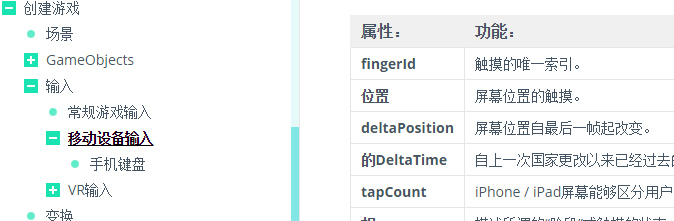 创建游戏
场景
GameObjects
输入
常规游戏输入
移动设备输入
手机键盘
VR输入
变换
属性： 功能：
fingerId 触摸的唯一索引。
位置 屏幕位置的触摸。
deltaPosition 屏幕位置自最后一帧起改变。
的DeltaTime 自上一次国家更改以来已经过去的
tapCount iPhone / iPad屏幕能够区分用户